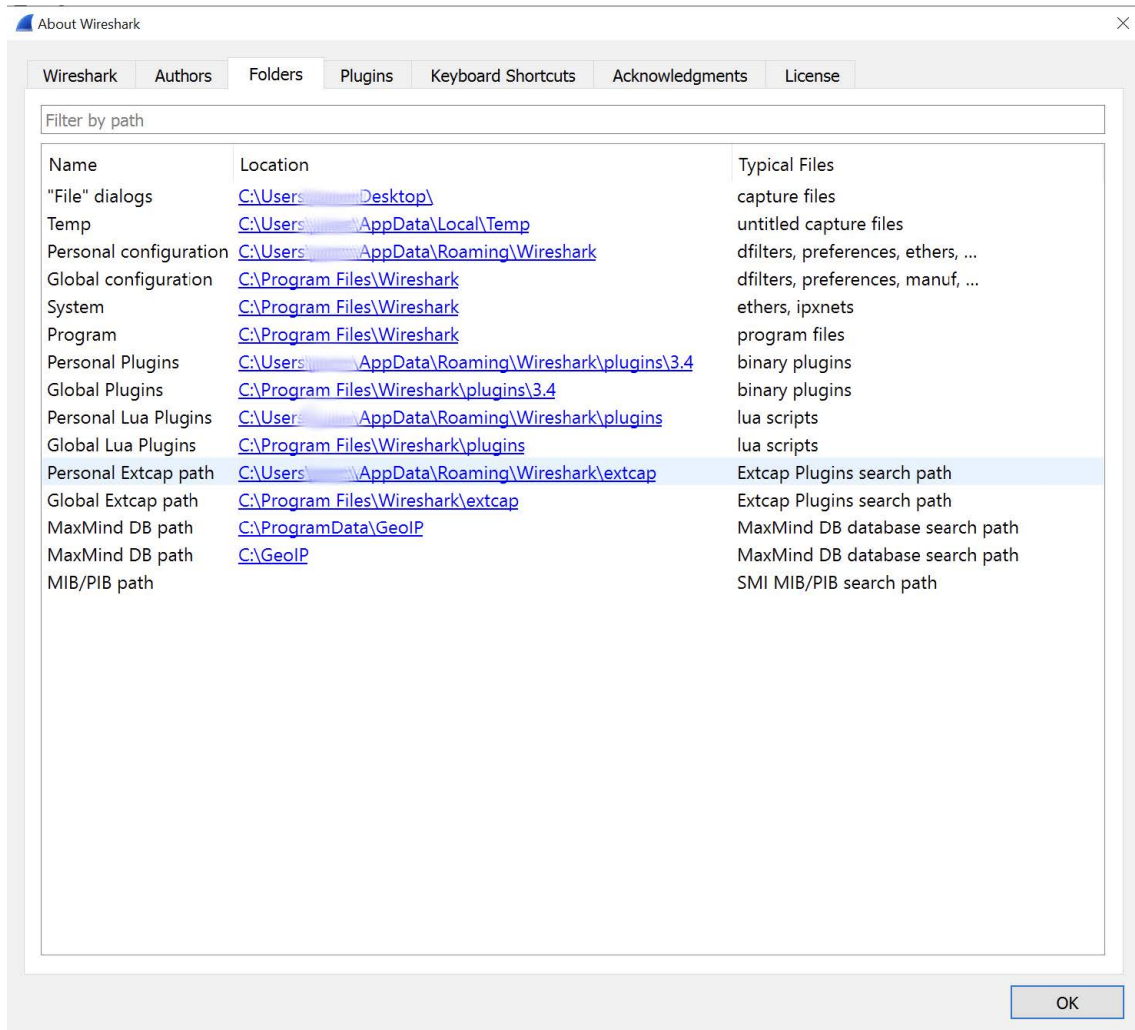 About Wireshark
Wireshark Authors Folders Plugins Keyboard Shortcuts Acknowledgments License
Filter by path
Name Location Typical Files
"File" dialogs C:\Users Desktop\ capture files
Temp C:\Users \AppData\Local\Temp untitled capture files
Personal configuration C:\Users AppData\Roaming\Wireshark dfilters, preferences, ethers, ...
Global configuration C:\Program Files\Wireshark dfilters, preferences, manuf, ...
System C:\Program Files\Wireshark ethers, ipxnets
Program C:\Program Files\Wireshark program files
Personal Plugins C:\Users \AppData\Roaming\Wireshark\plugins\3.4 binary plugins
Global Plugins C:\Program Files\Wireshark\plugins\3.4 binary plugins
Personal Lua Plugins C:\Users \AppData\Roaming\Wireshark\plugins lua scripts
Global Lua Plugins C:\Program Files\Wireshark\plugins lua scripts
Personal Extcap path C:\Users\ \AppData\Roaming\Wireshark\extcap Extcap Plugins search path
Global Extcap path C:\Program Files\Wireshark\extcap Extcap Plugins search path
MaxMind DB path C:\ProgramData\GeoIP MaxMind DB database search path
MaxMind DB path C:\GeoIP MaxMind DB database search path
MIB/PIB path SMI MIB/PIB search path
OK